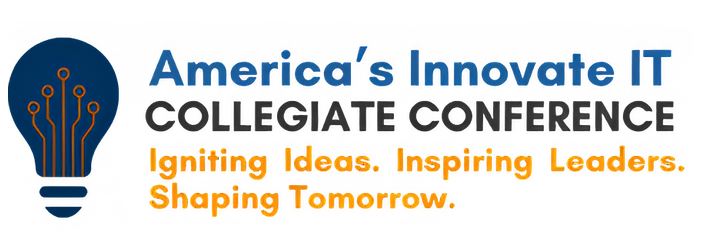 America’s Innovate IT
COLLEGIATE CONFERENCE
Igniting Ideas. Inspiring Leaders.
Shaping Tomorrow.